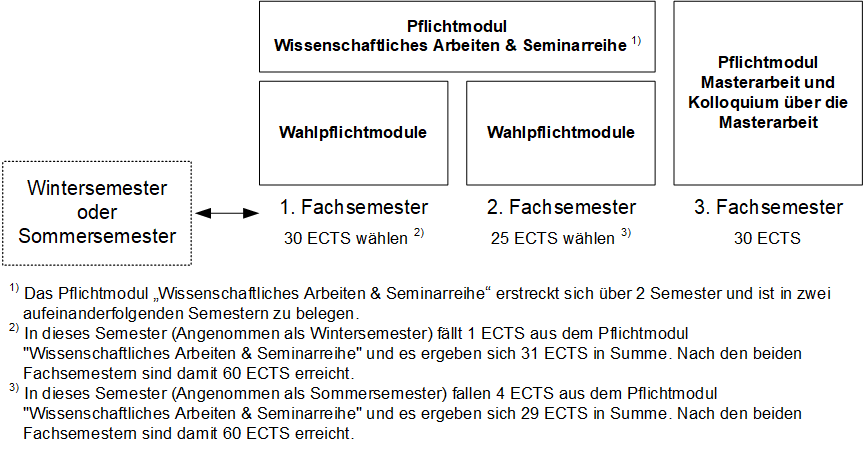 Pflichtmodul
Wissenschaftliches Arbeiten & Seminarreihe 1)
Pflichtmodul
Masterarbeit und
Kolloquium über die
Masterarbeit
Wahlpflichtmodule
Wahlpflichtmodule
Wintersemester
oder
Sommersemester
1. Fachsemester
30 ECTS wählen 2)
2. Fachsemester
25 ECTS wählen 3)
3. Fachsemester
30 ECTS
1) Das Pflichtmodul „Wissenschaftliches Arbeiten & Seminarreihe“ erstreckt sich über 2 Semester und ist in zwei
aufeinanderfolgenden Semestern zu belegen.
2) In dieses Semester (Angenommen als Wintersemester) fällt 1 ECTS aus dem Pflichtmodul
"Wissenschaftliches Arbeiten & Seminarreihe" und es ergeben sich 31 ECTS in Summe. Nach den beiden
Fachsemestern sind damit 60 ECTS erreicht.
3) In dieses Semester (Angenommen als Sommersemester) fallen 4 ECTS aus dem Pflichtmodul
"Wissenschaftliches Arbeiten & Seminarreihe" und es ergeben sich 29 ECTS in Summe. Nach den beiden
Fachsemestern sind damit 60 ECTS erreicht.